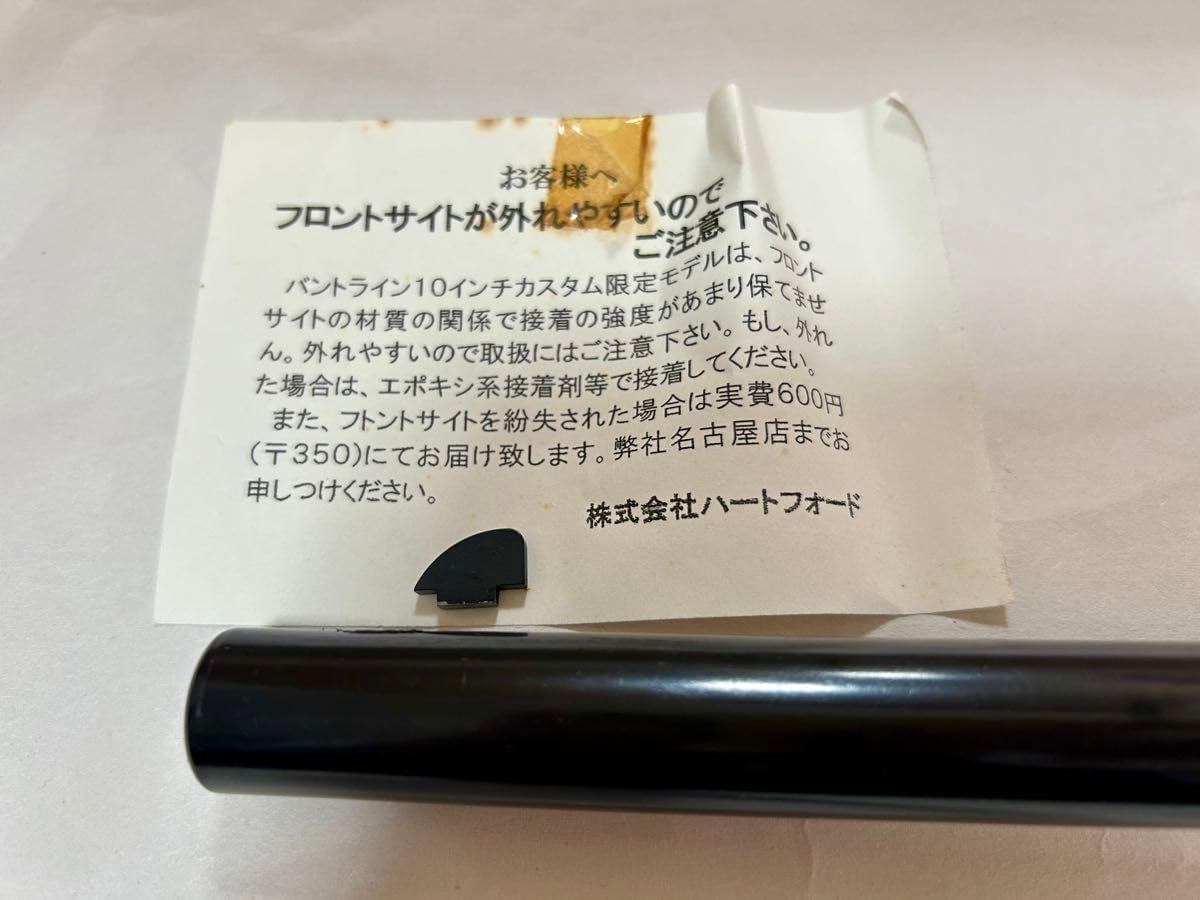 お客様へ
フロントサイトが外れやすいので
ご注意下さい。
バントライン10インチカスタム限定モデルは、フロント
サイトの材質の関係で接着の強度があまり保てませ
ん。外れやすいので取扱にはご注意下さい。もし、外れ
た場合は、エポキシ系接着剤等で接着してください。
また、フトントサイトを紛失された場合は実費600円
(〒350)にてお届け致します。弊社名古屋店までお
申しつけください。
株式会社ハートフォード